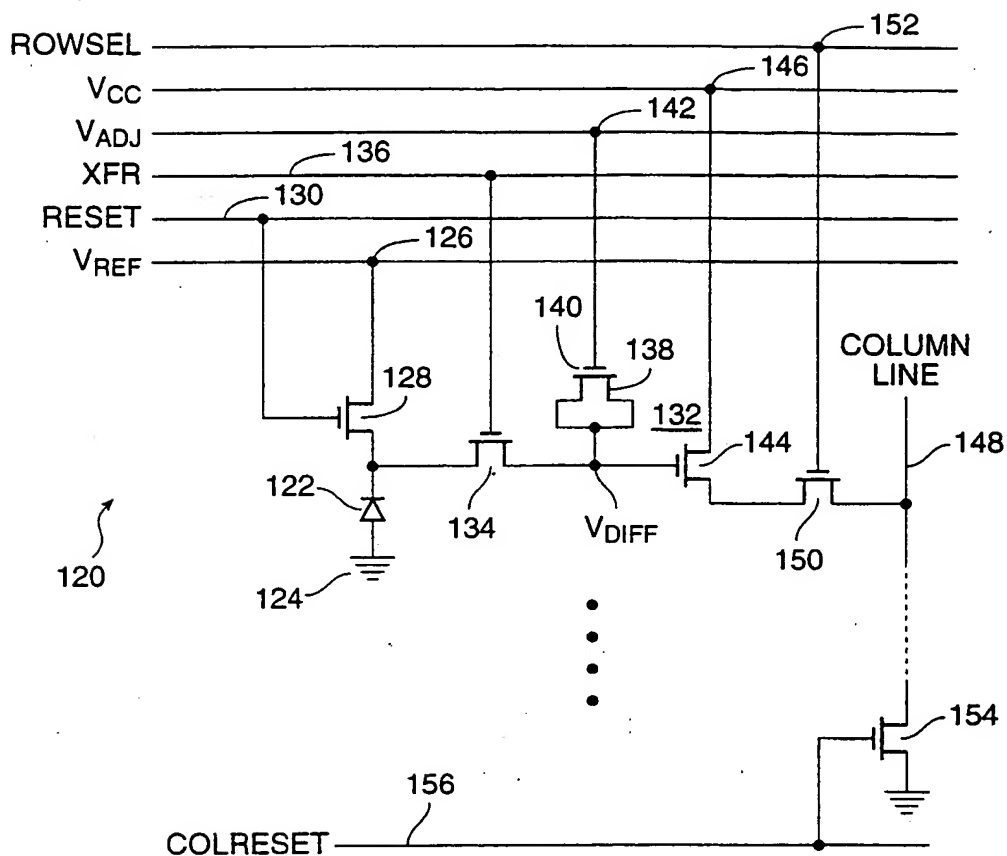 152
ROWSEL
146
VCC
142
VADJ
136
XFR
130
RESET
126
VREF
140
138
COLUMN
LINE
128
132
144
148
122
134
VDIFF
150
120
124
154
156
COLRESET